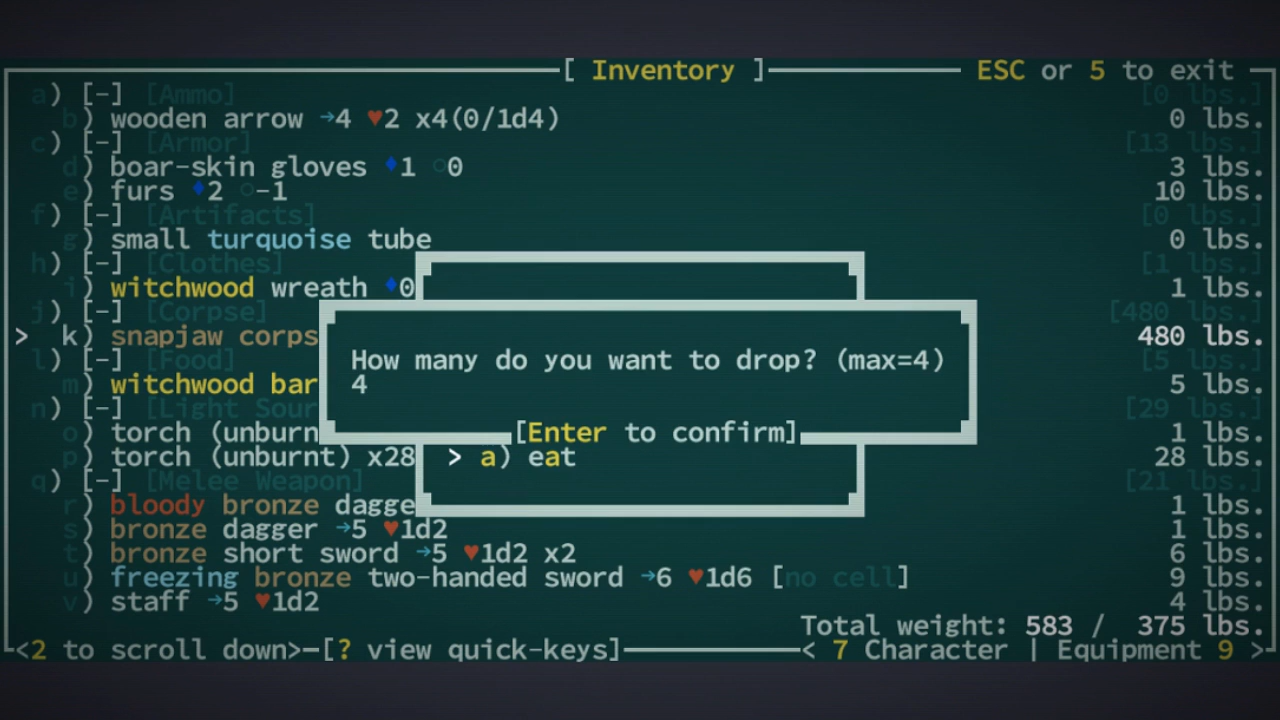 [ Inventory ] ESC or 5 to exit
a) [-] [Ammo] [0 lbs.]
b) wooden arrow →4 ♥2 x4(0/1d4) 0 lbs.
c) [-] [Armor] [13 lbs.]
d) boar-skin gloves ♦1 ○0 3 lbs.
e) furs ♦2 ○-1 10 lbs.
f) [-] [Artifacts] [0 lbs.]
g) small turquoise tube 0 lbs.
h) [-] [Clothes] [1 lbs.]
i) witchwood wreath ♦0 1 lbs.
j) [-] [Corpse] [480 lbs.]
> k) snapjaw corps 480 lbs.
l) [-] [Food] [5 lbs.]
How many do you want to drop? (max=4)
4
[Enter to confirm]
m) witchwood bar 5 lbs.
n) [-] [Light Sour [29 lbs.]
o) torch (unburn 1 lbs.
p) torch (unburnt) x28 28 lbs.
> a) eat
q) [-] [Melee Weapon] [21 lbs.]
r) bloody bronze dagge 1 lbs.
s) bronze dagger →5 ♥1d2 1 lbs.
t) bronze short sword →5 ♥1d2 x2 6 lbs.
u) freezing bronze two-handed sword →6 ♥1d6 [no cell] 9 lbs.
v) staff →5 ♥1d2 4 lbs.
Total weight: 583 / 375 lbs.
<2 to scroll down> [? view quick-keys] < 7 Character | Equipment 9 >